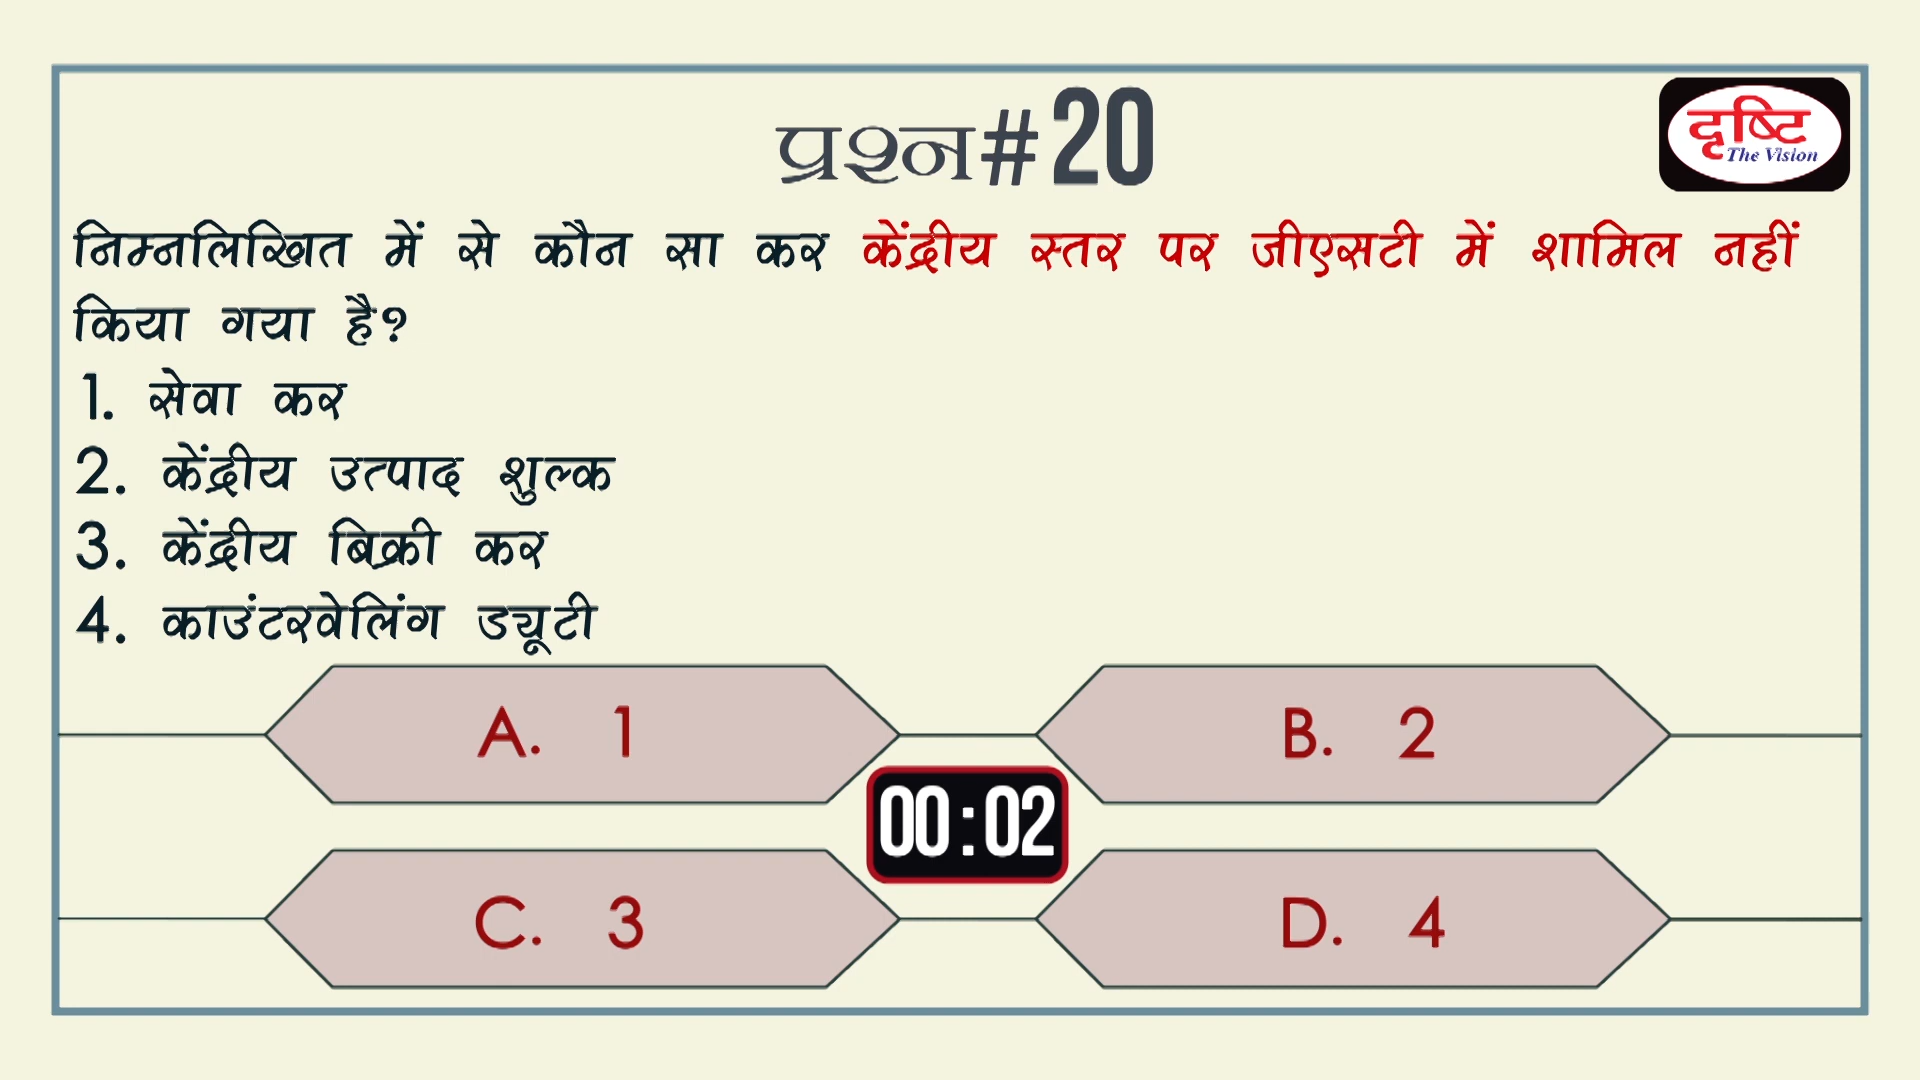 प्रश्न#20
दृष्टि
The Vision
निम्नलिखित में से कौन सा कर केंद्रीय स्तर पर जीएसटी में शामिल नहीं
किया गया है?
1. सेवा कर
2. केंद्रीय उत्पाद शुल्क
3. केंद्रीय बिक्री कर
4. काउंटरवेलिंग ड्यूटी
A. 1
B. 2
00:02
C. 3
D. 4